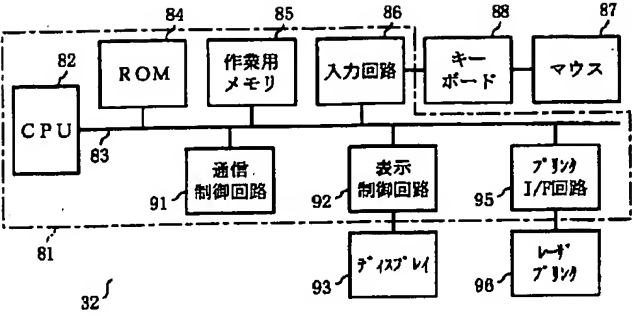 84
85
86
88
87
82
ROM
作業用
メモリ
入力回路
キー
ボード
マウス
CPU
83
通信
制御回路
91
表示
制御回路
92
プリンタ
I/F回路
95
81
ディスプレイ
93
レーザ
プリンタ
96
32